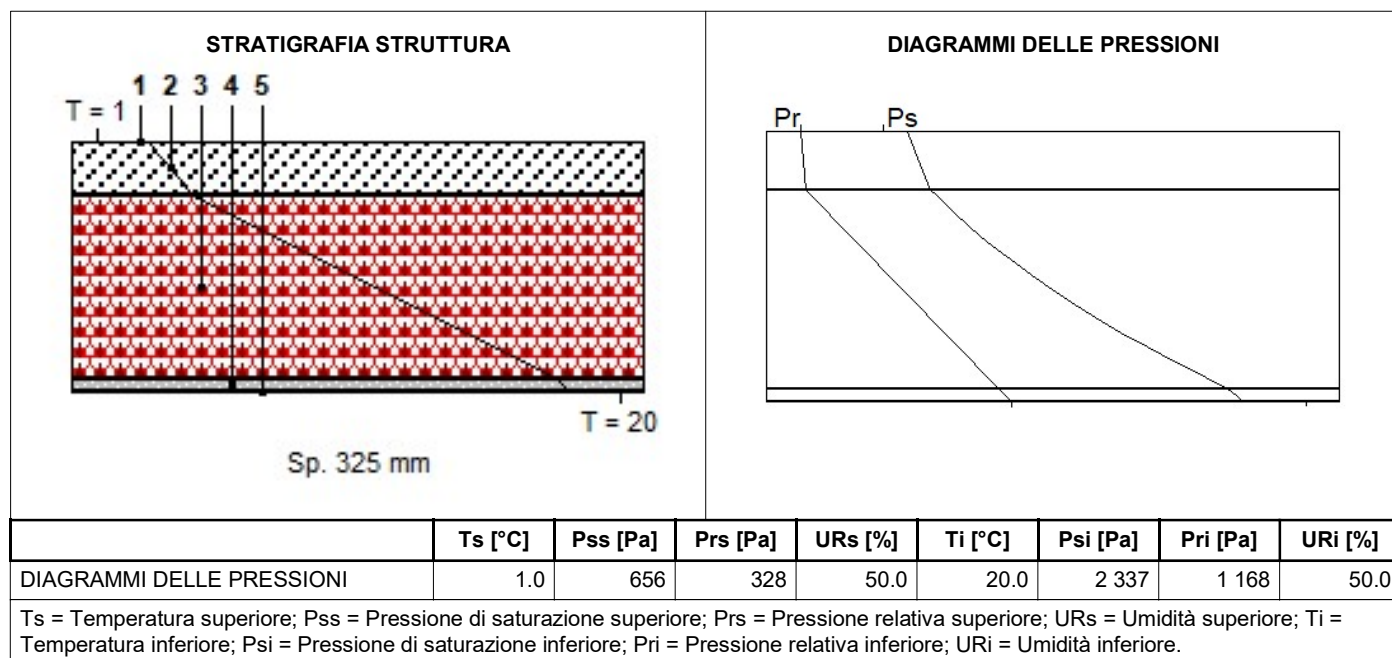 STRATIGRAFIA STRUTTURA
1 2 3 4 5
T = 1
T = 20
Sp. 325 mm
DIAGRAMMI DELLE PRESSIONI
Pr Ps
Ts [°C] Pss [Pa] Prs [Pa] URs [%] Ti [°C] Psi [Pa] Pri [Pa] URi [%]
DIAGRAMMI DELLE PRESSIONI 1.0 656 328 50.0 20.0 2 337 1 168 50.0
Ts = Temperatura superiore; Pss = Pressione di saturazione superiore; Prs = Pressione relativa superiore; URs = Umidità superiore; Ti =
Temperatura inferiore; Psi = Pressione di saturazione inferiore; Pri = Pressione relativa inferiore; URi = Umidità inferiore.